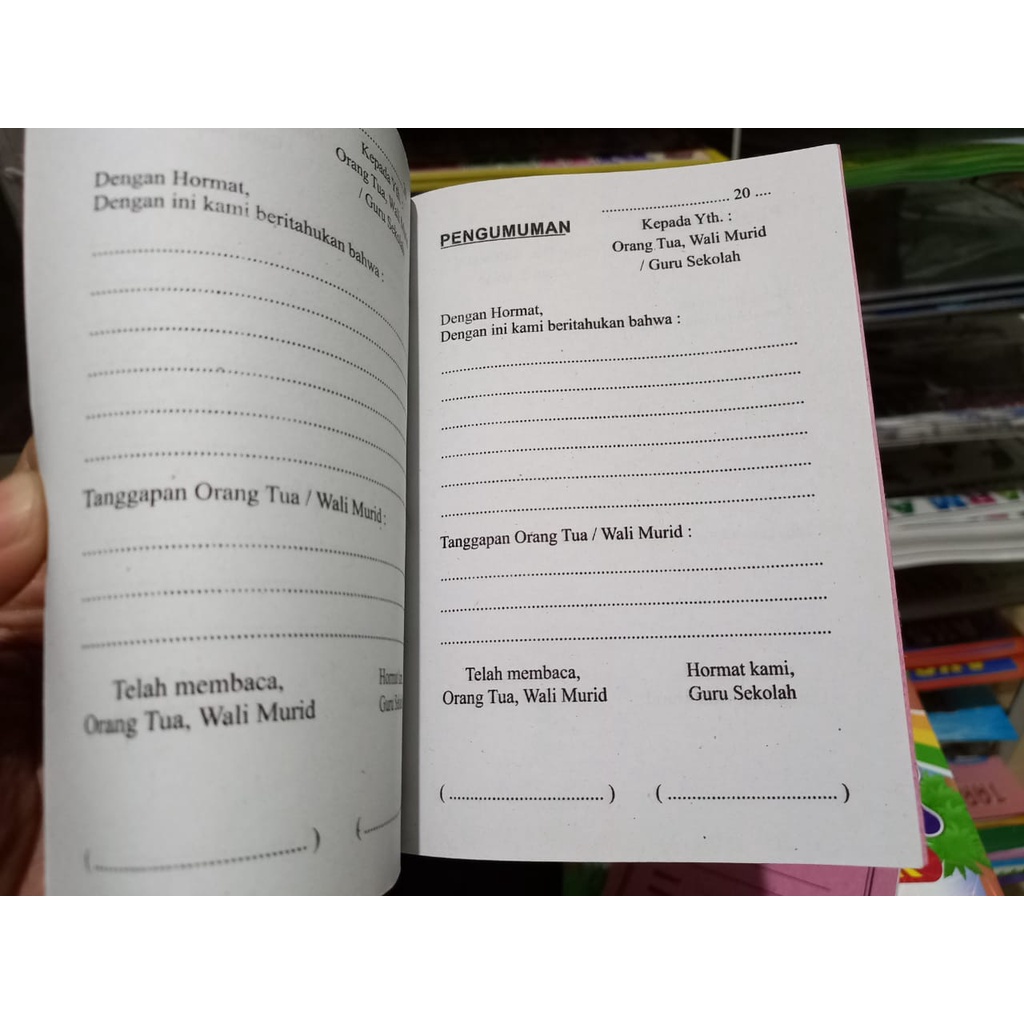 Kepada Yth. :
Orang Tua, Wali
/ Guru Sekolah
Dengan Hormat,
Dengan ini kami beritahukan bahwa :
Tanggapan Orang Tua / Wali Murid :
Telah membaca,
Orang Tua, Wali Murid
Guru
(................................)
(........
................................ 20 ....
PENGUMUMAN
Kepada Yth. :
Orang Tua, Wali Murid
/ Guru Sekolah
Dengan Hormat,
Dengan ini kami beritahukan bahwa :
................................................................................
................................................................................
................................................................................
................................................................................
................................................................................
................................................................................
Tanggapan Orang Tua / Wali Murid :
................................................................................
................................................................................
................................................................................
Telah membaca,
Orang Tua, Wali Murid
Hormat kami,
Guru Sekolah
(....................................)
(.......................................)